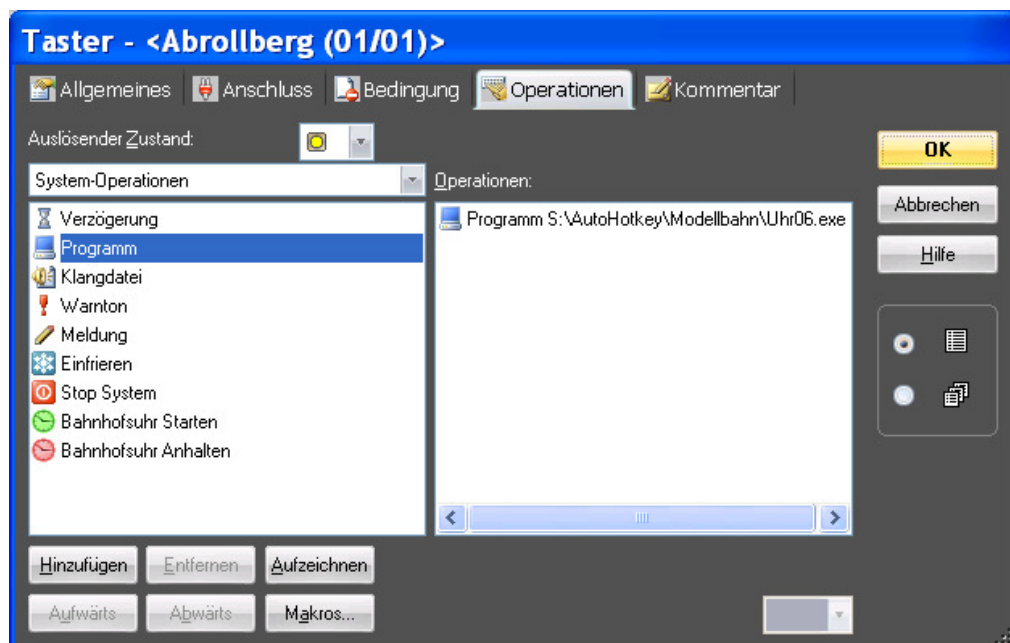 Taster - <Abrollberg (01/01)>
Allgemeines Anschluss Bedingung Operationen Kommentar
Auslösender Zustand:
System-Operationen
Verzögerung
Programm
Klangdatei
Warnton
Meldung
Einfrieren
Stop System
Bahnhofsuhr Starten
Bahnhofsuhr Anhalten
Operationen:
Programm S:\AutoHotkey\Modellbahn\Uhr06.exe
OK
Abbrechen
Hilfe
Hinzufügen Entfernen Aufzeichnen
Aufwärts Abwärts Makros...